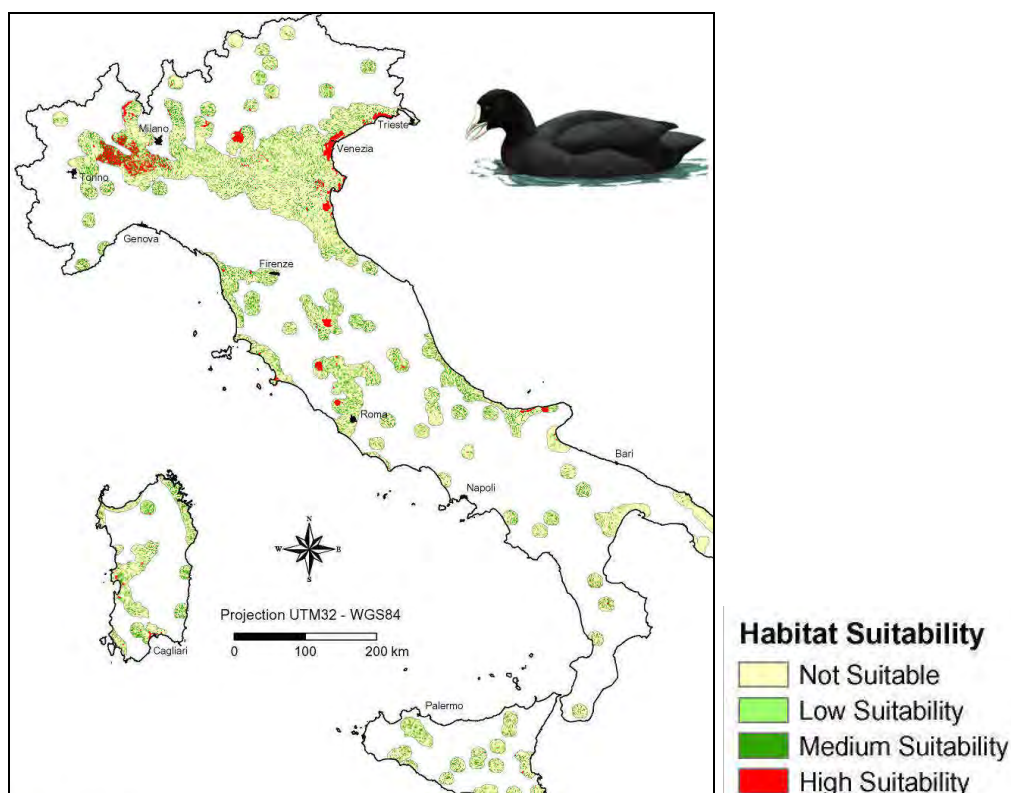 Trieste
Milano
Venezia
Torino
Genova
Firenze
Roma
Bari
Napoli
N
W E
S
Projection UTM32 - WGS84
0 100 200 km
Cagliari
Palermo
Habitat Suitability
Not Suitable
Low Suitability
Medium Suitability
High Suitability